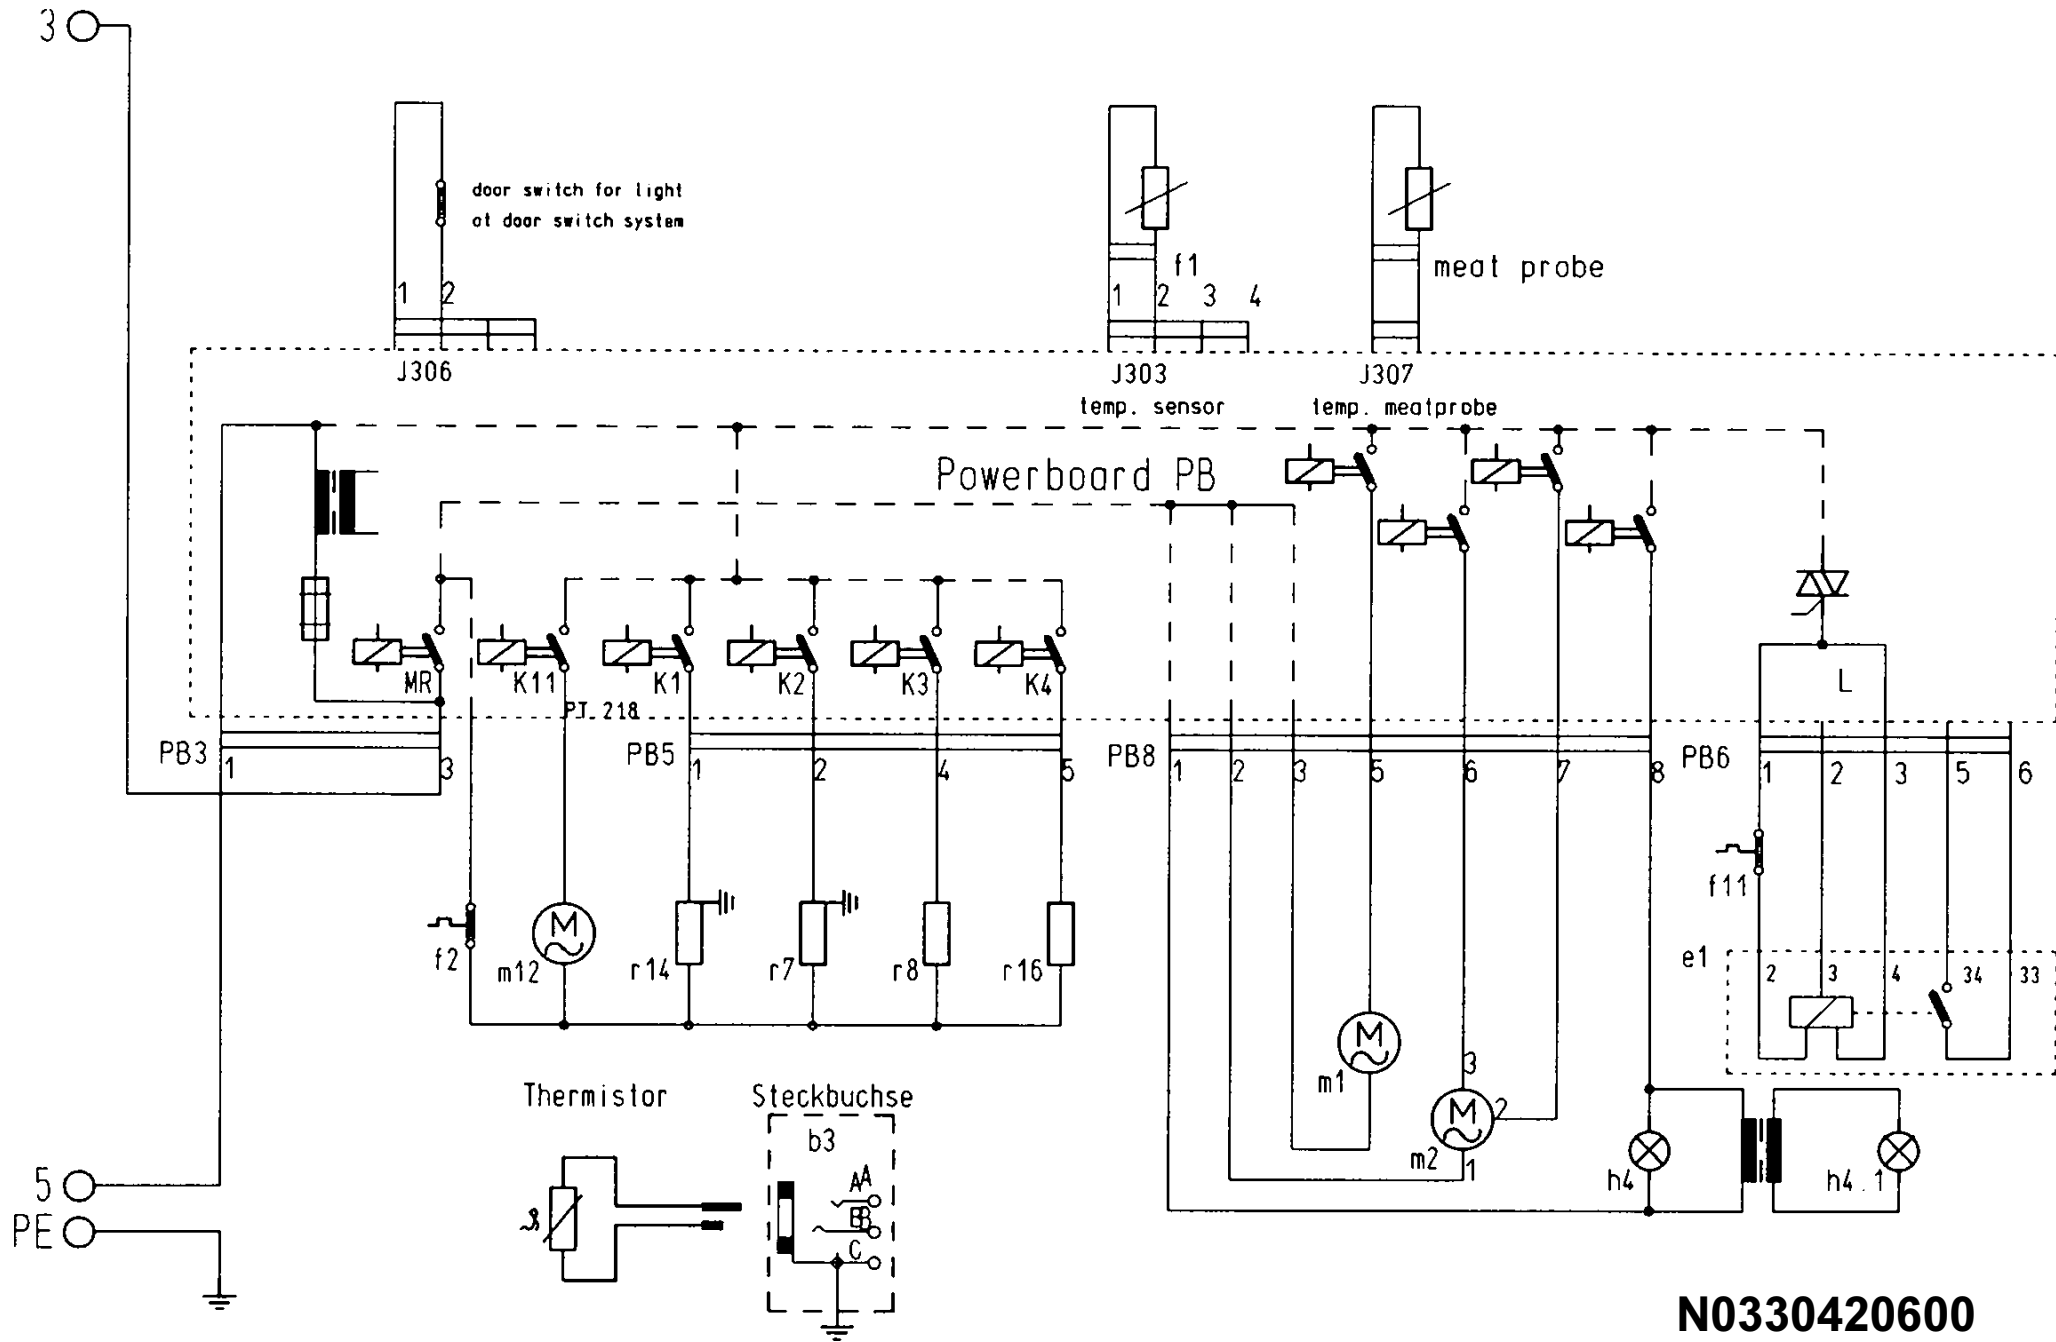 3
door switch for light
at door switch system
f1
meat probe
1 2
1 2 3 4
J306
J303
J307
temp. sensor
temp. meatprobe
Powerboard PB
MR
K11
K1
K2
K3
K4
L
PT 218
PB3
1
3
PB5
1
2
4
5
PB8
1
2
3
5
6
7
8
PB6
1
2
3
5
6
f11
f2
m12
r14
r7
r8
r16
M
e1
2
3
4
34
33
M
m1
3
M
2
m2
1
h4
h4.1
Thermistor
Steckbuchse
b3
ϑ
AA
BB
C
5
PE
N0330420600